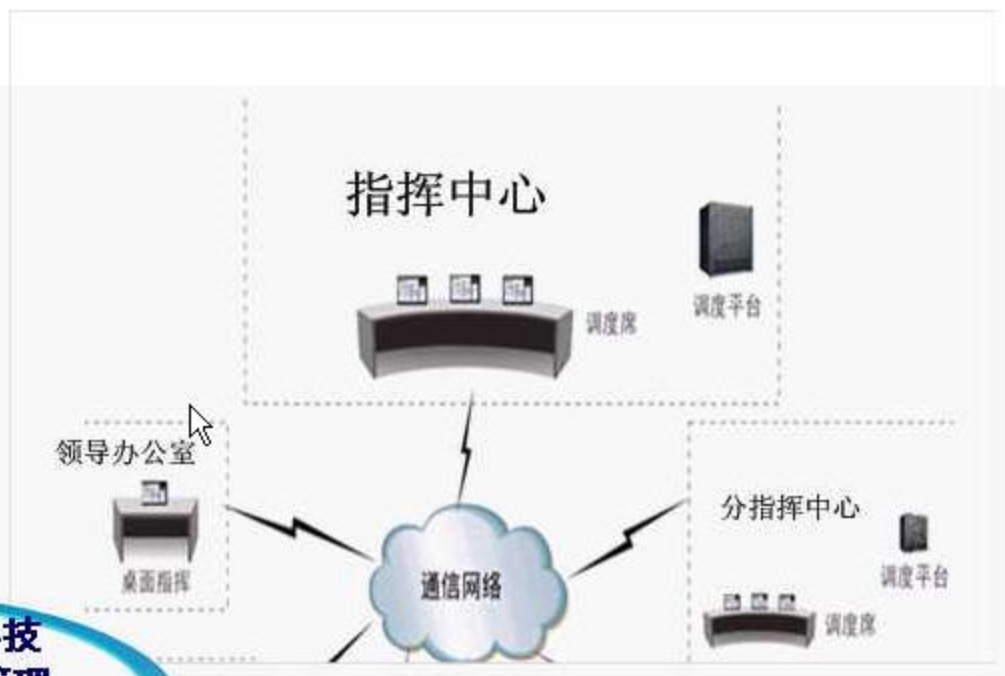 指挥中心
调度平台
调度席
领导办公室
桌面指挥
通信网络
分指挥中心
调度平台
调度席
技